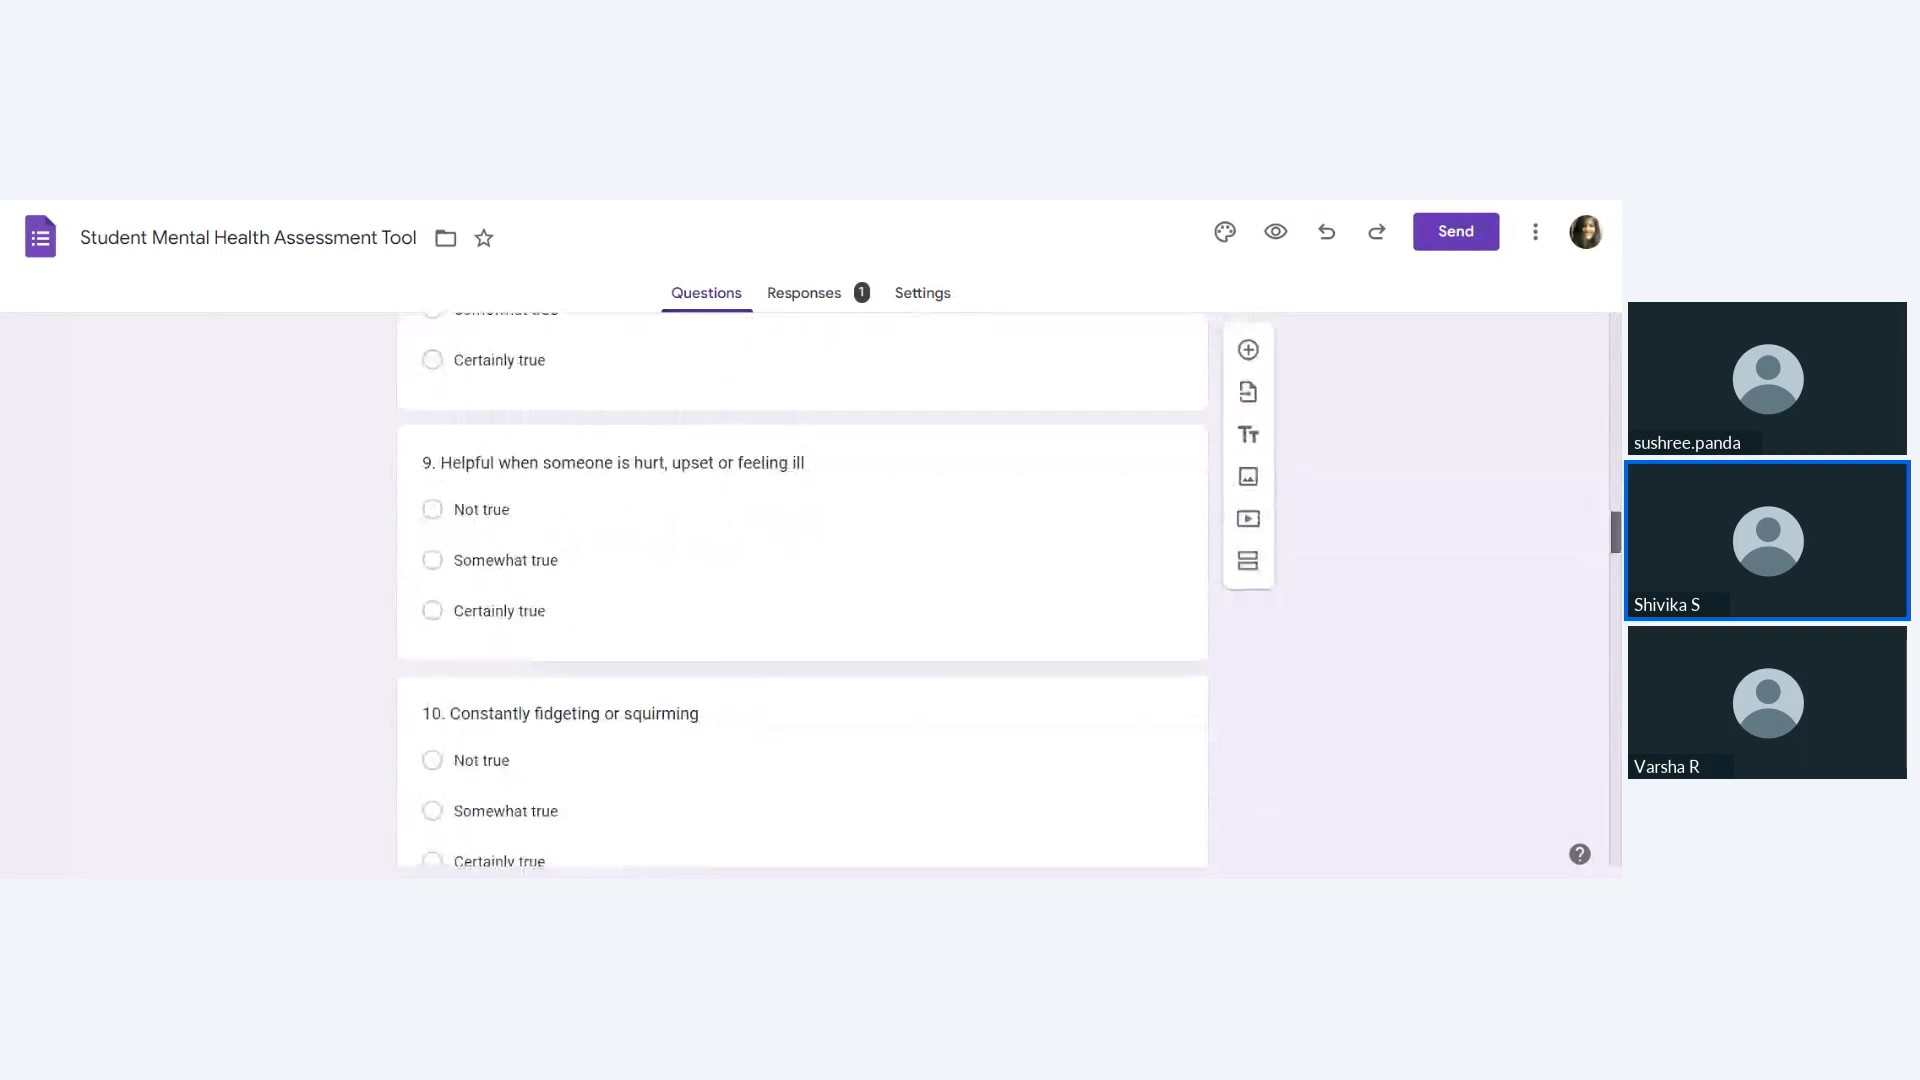 Student Mental Health Assessment Tool
Send
Questions
Responses 1
Settings
Somewhat true
Certainly true
9. Helpful when someone is hurt, upset or feeling ill
Not true
Somewhat true
Certainly true
10. Constantly fidgeting or squirming
Not true
Somewhat true
Certainly true
sushree.panda
Shivika S
Varsha R